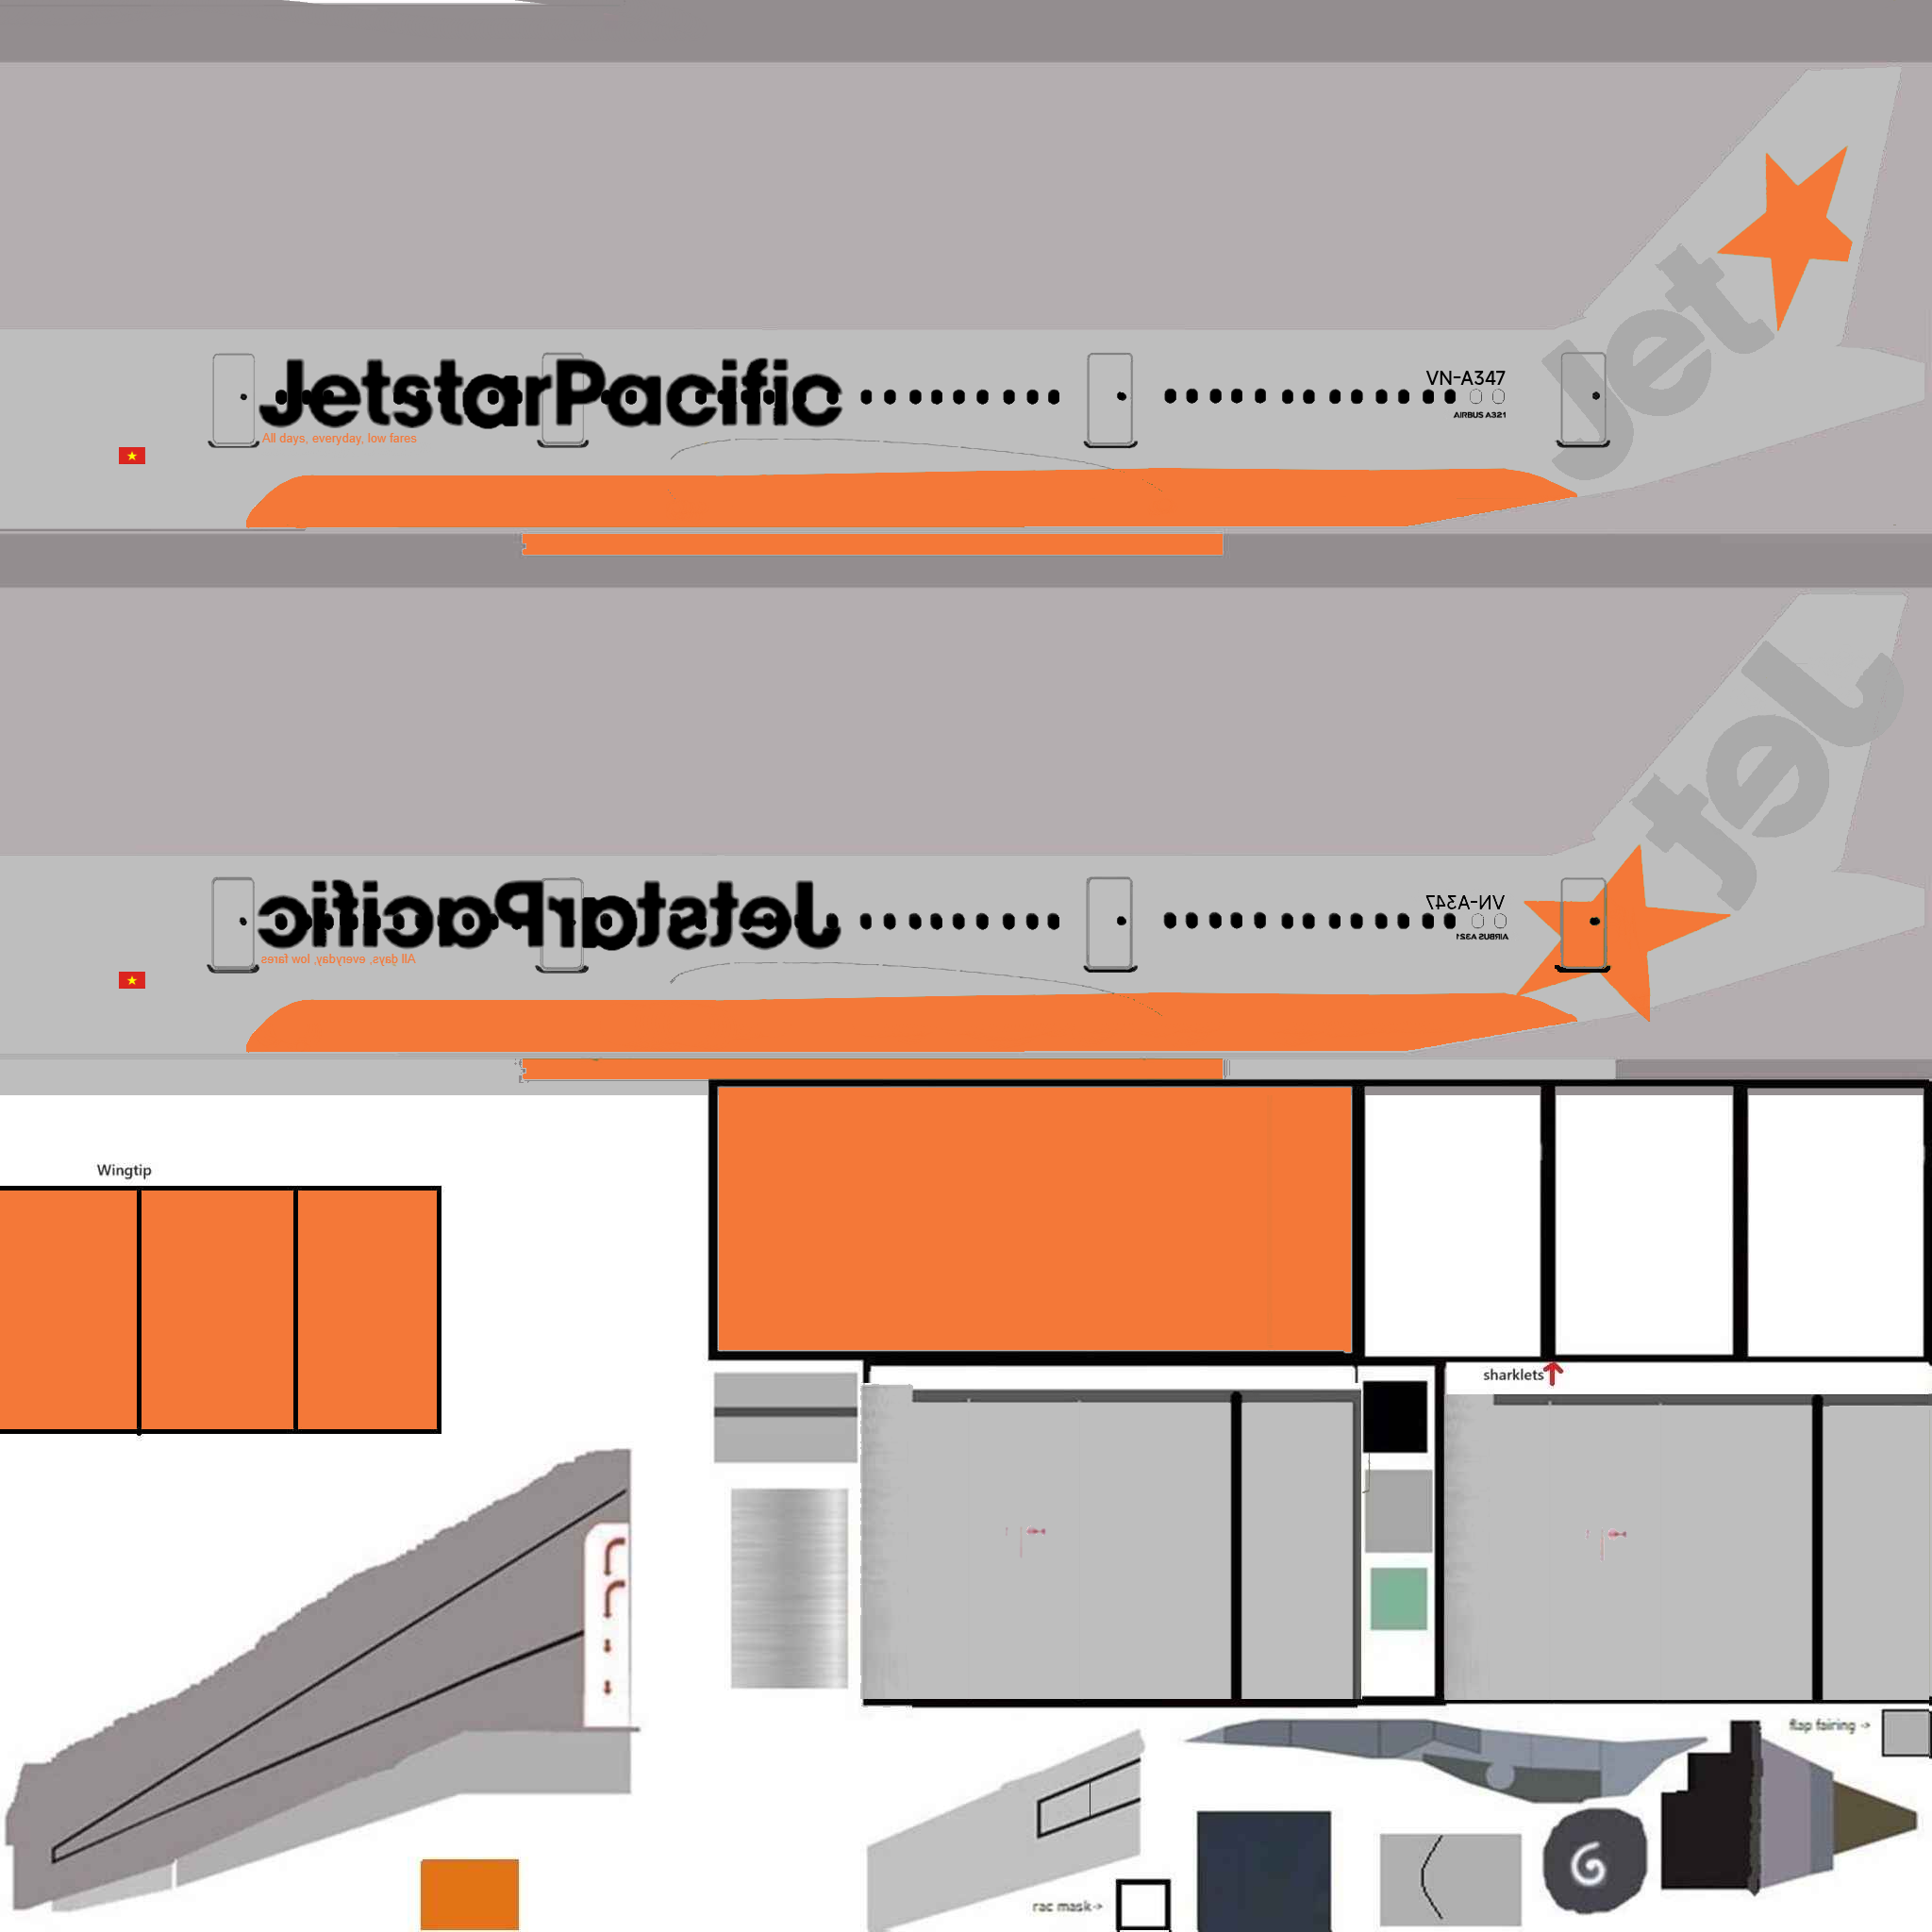 Jet
JetstarPacific
VN-A347
AIRBUS A321
All days, everyday, low fares
Jet
JetstarPacific
VN-A347
AIRBUS A321
All days, everyday, low fares
Wingtip
sharklets
flap fairing ->
rac mask->